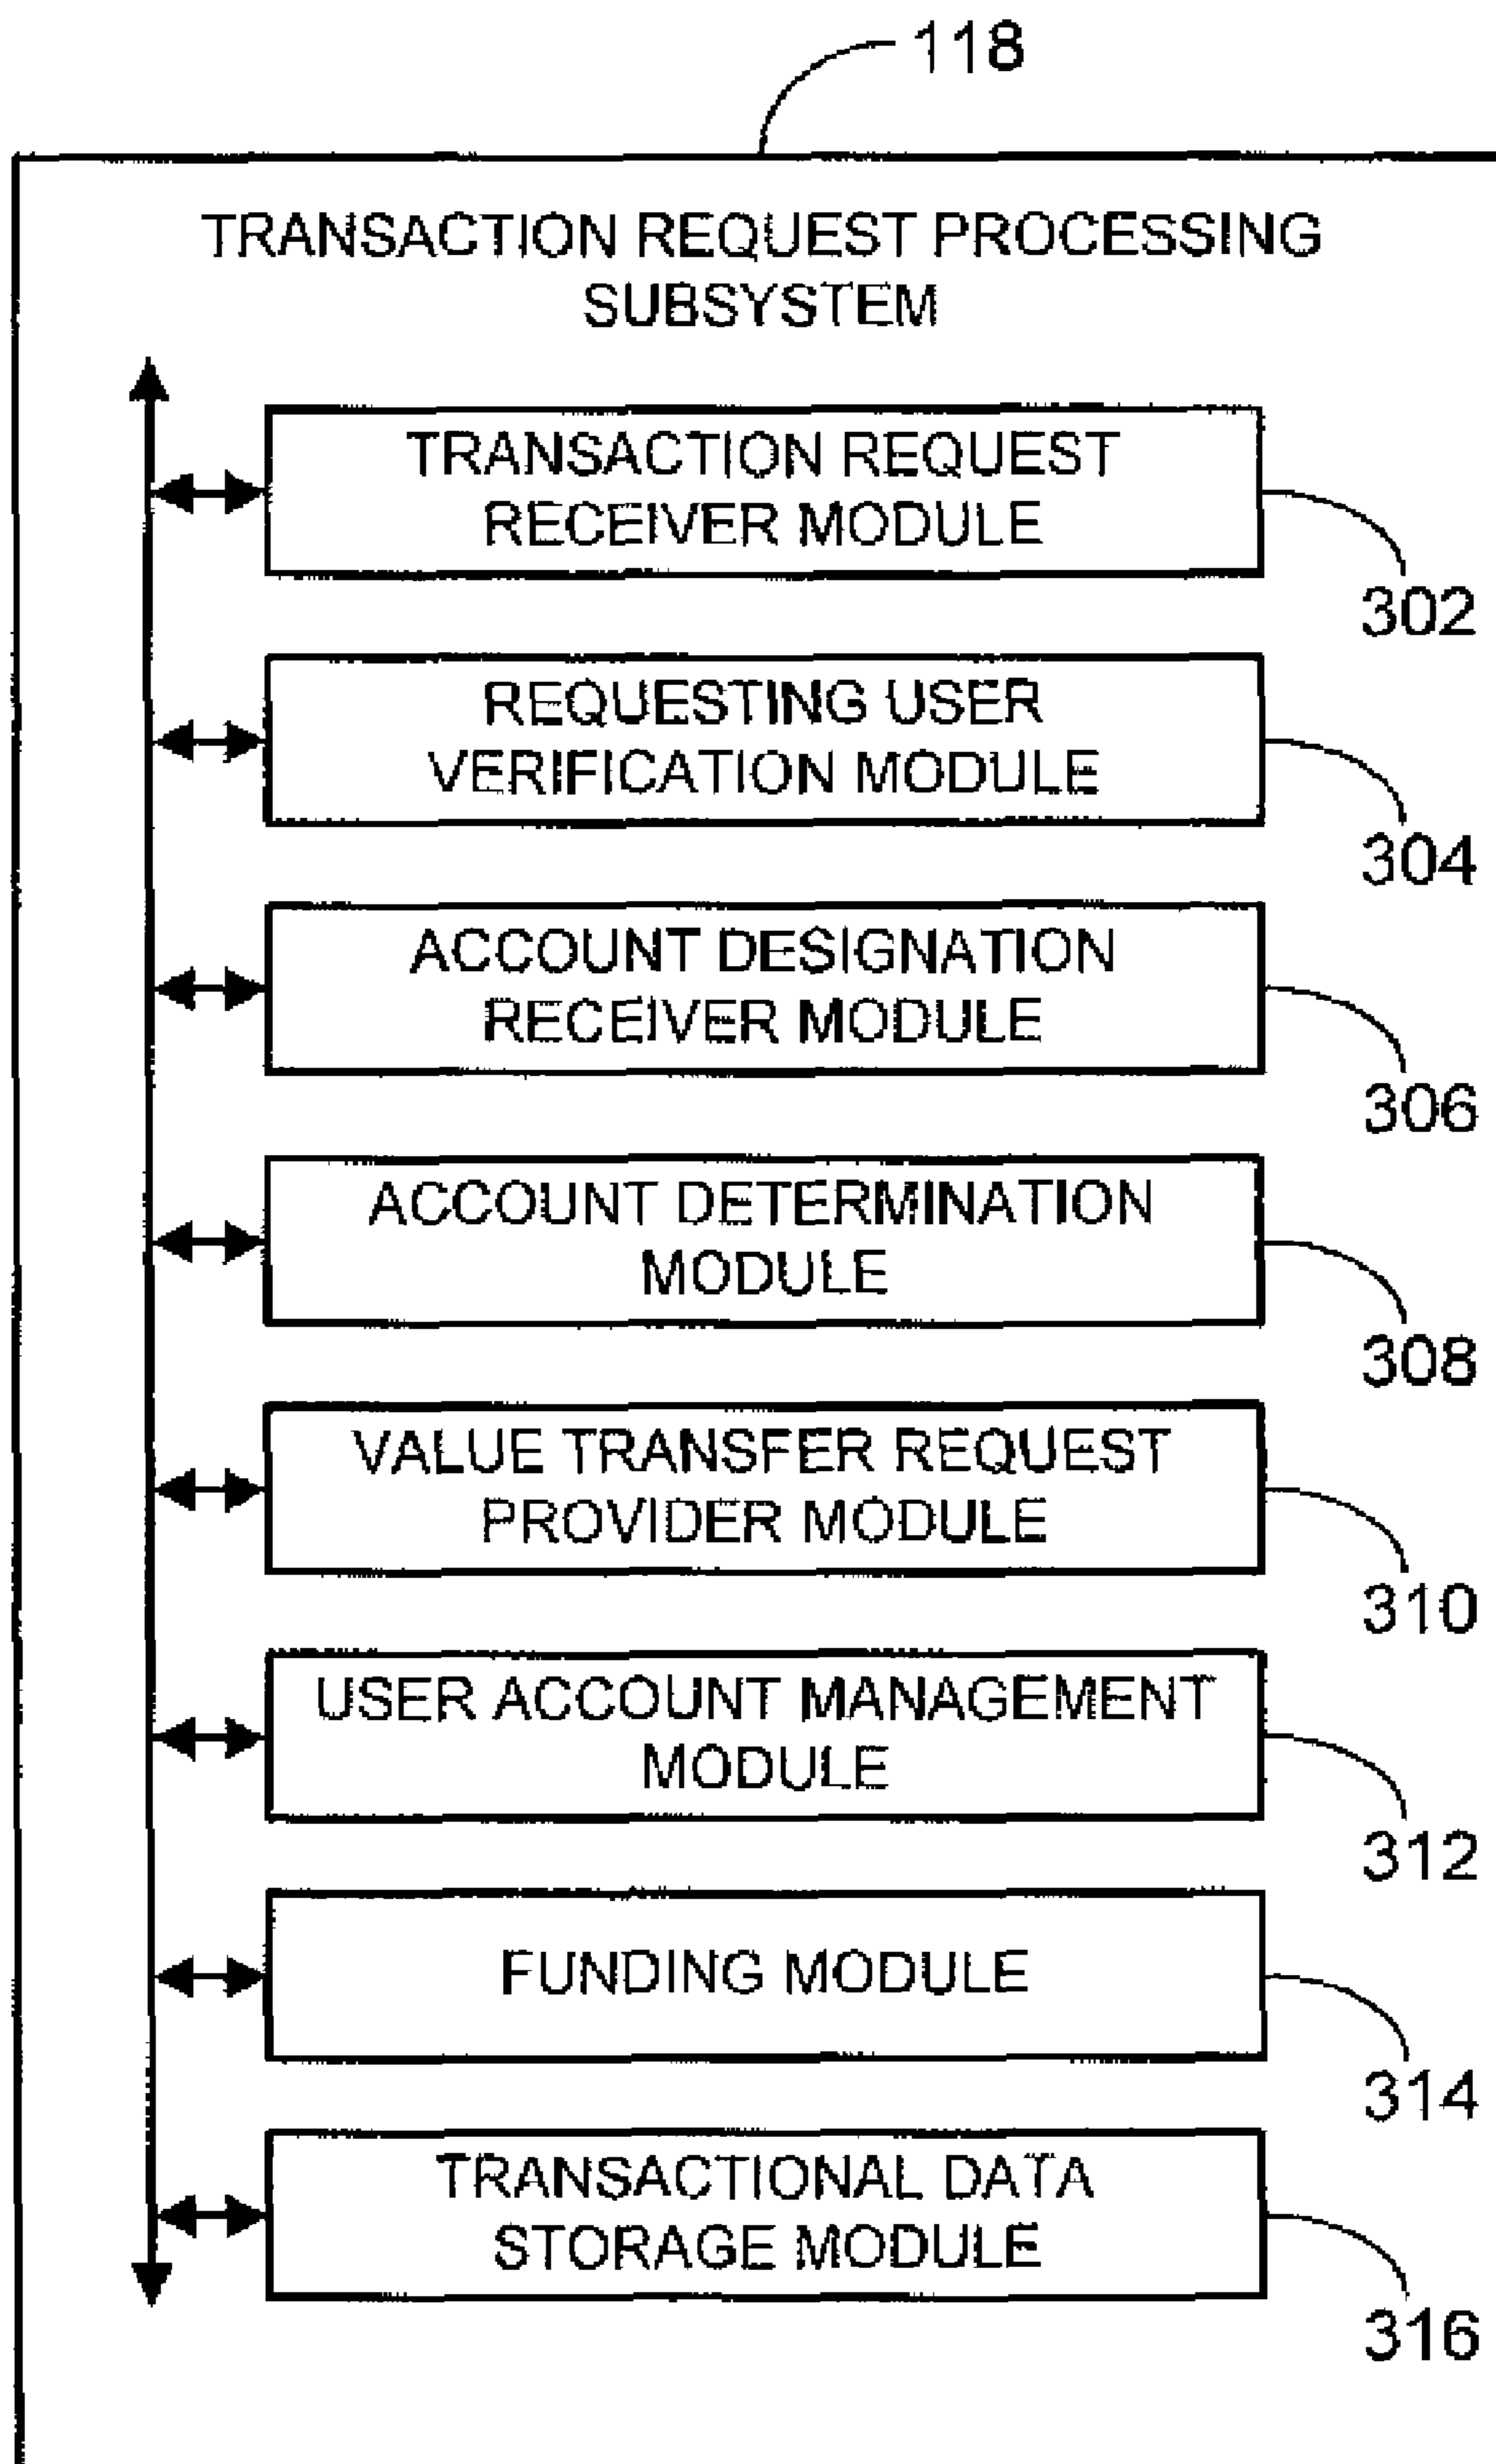 118
TRANSACTION REQUEST PROCESSING
SUBSYSTEM
TRANSACTION REQUEST
RECEIVER MODULE
302
REQUESTING USER
VERIFICATION MODULE
304
ACCOUNT DESIGNATION
RECEIVER MODULE
306
ACCOUNT DETERMINATION
MODULE
308
VALUE TRANSFER REQUEST
PROVIDER MODULE
310
USER ACCOUNT MANAGEMENT
MODULE
312
FUNDING MODULE
314
TRANSACTIONAL DATA
STORAGE MODULE
316